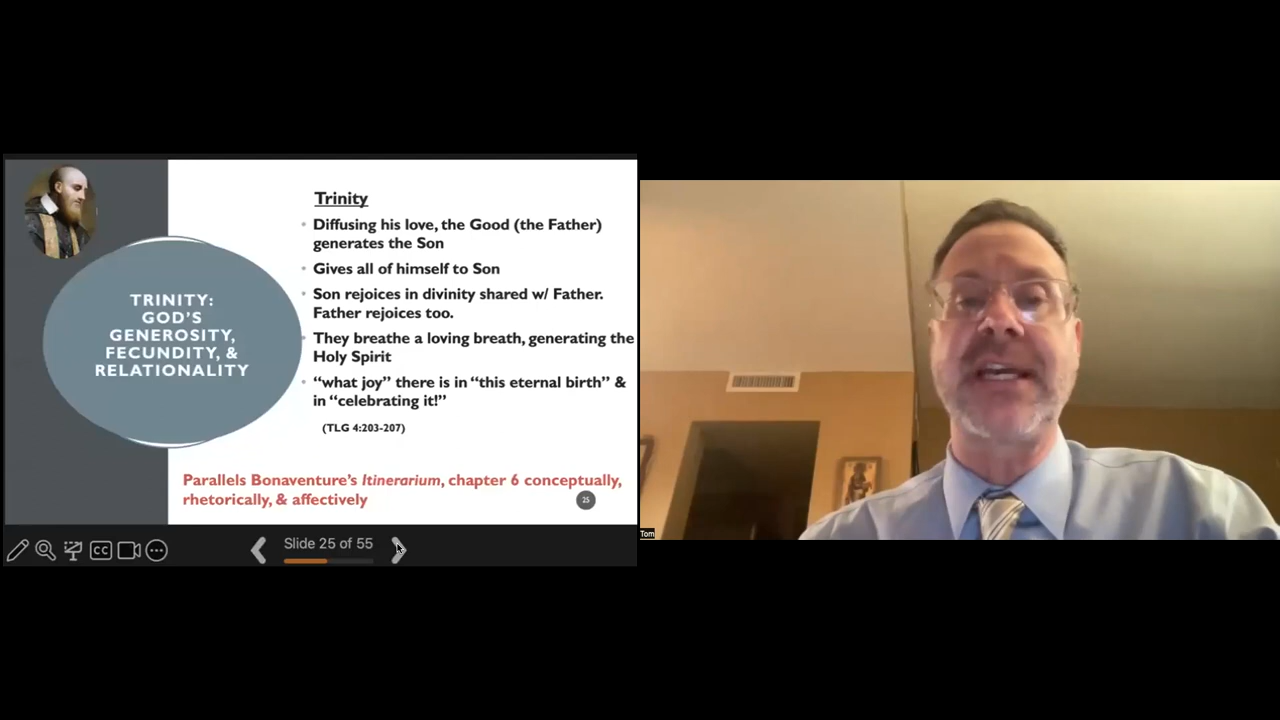 Trinity
Diffusing his love, the Good (the Father)
generates the Son
Gives all of himself to Son
Son rejoices in divinity shared w/ Father.
Father rejoices too.
They breathe a loving breath, generating the
Holy Spirit
“what joy” there is in “this eternal birth” &
in “celebrating it!”
(TLG 4:203-207)
TRINITY:
GOD’S
GENEROSITY,
FECUNDITY, &
RELATIONALITY
Parallels Bonaventure’s Itinerarium, chapter 6 conceptually,
rhetorically, & affectively
25
CC
Slide 25 of 55
Tom